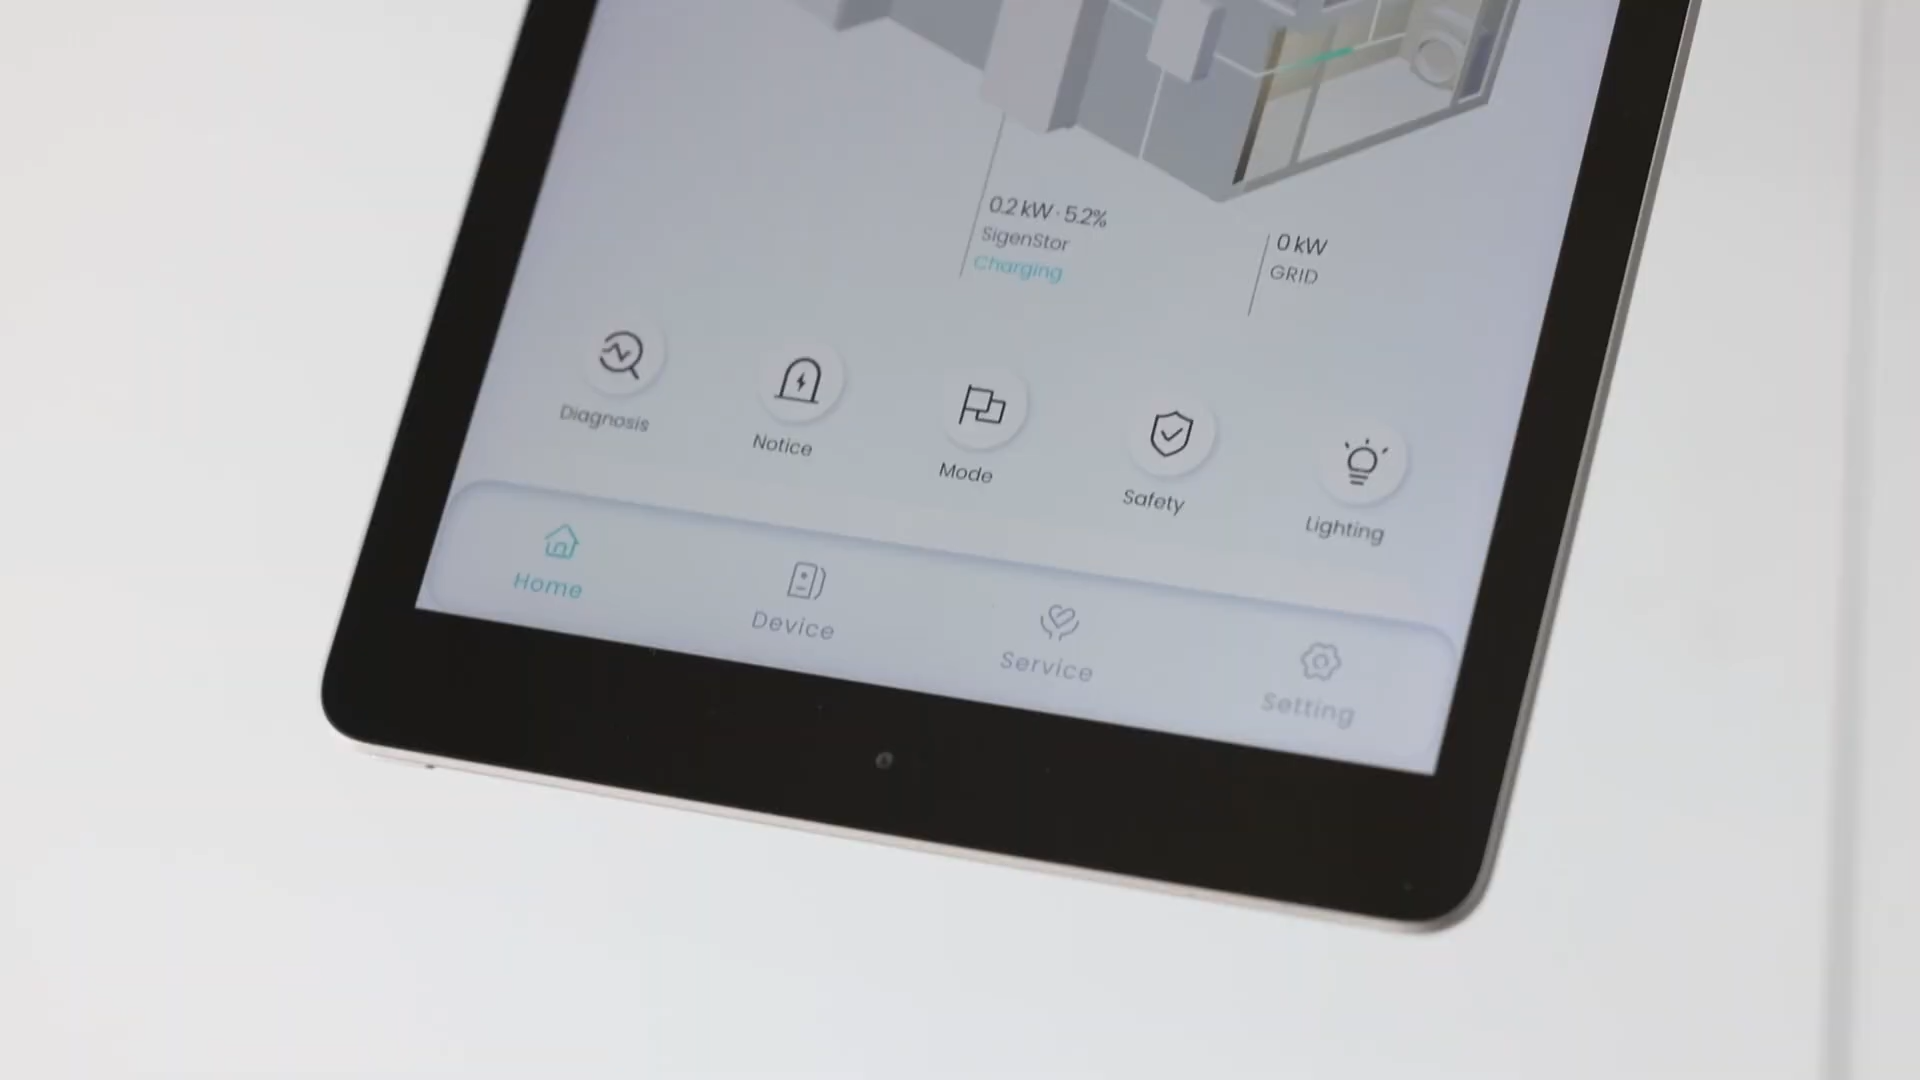 0.2 kW · 5.2%
SigenStor
Charging
0 kW
GRID
Diagnosis
Notice
Mode
Safety
Lighting
Home
Device
Service
Setting